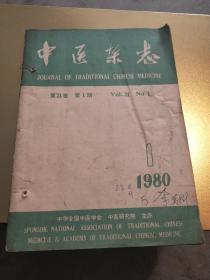 中医杂志
JOURNAL OF TRADITIONAL CHINESE MEDICINE
第21卷 第1期 Vol.21 No.1
1
1980
中华全国中医学会 中医研究院 主办
SPONSOR: NATIONAL ASSOCIATION OF TRADITIONAL CHINESE
MEDICINE & ACADEMY OF TRADITIONAL CHINESE MEDICINE